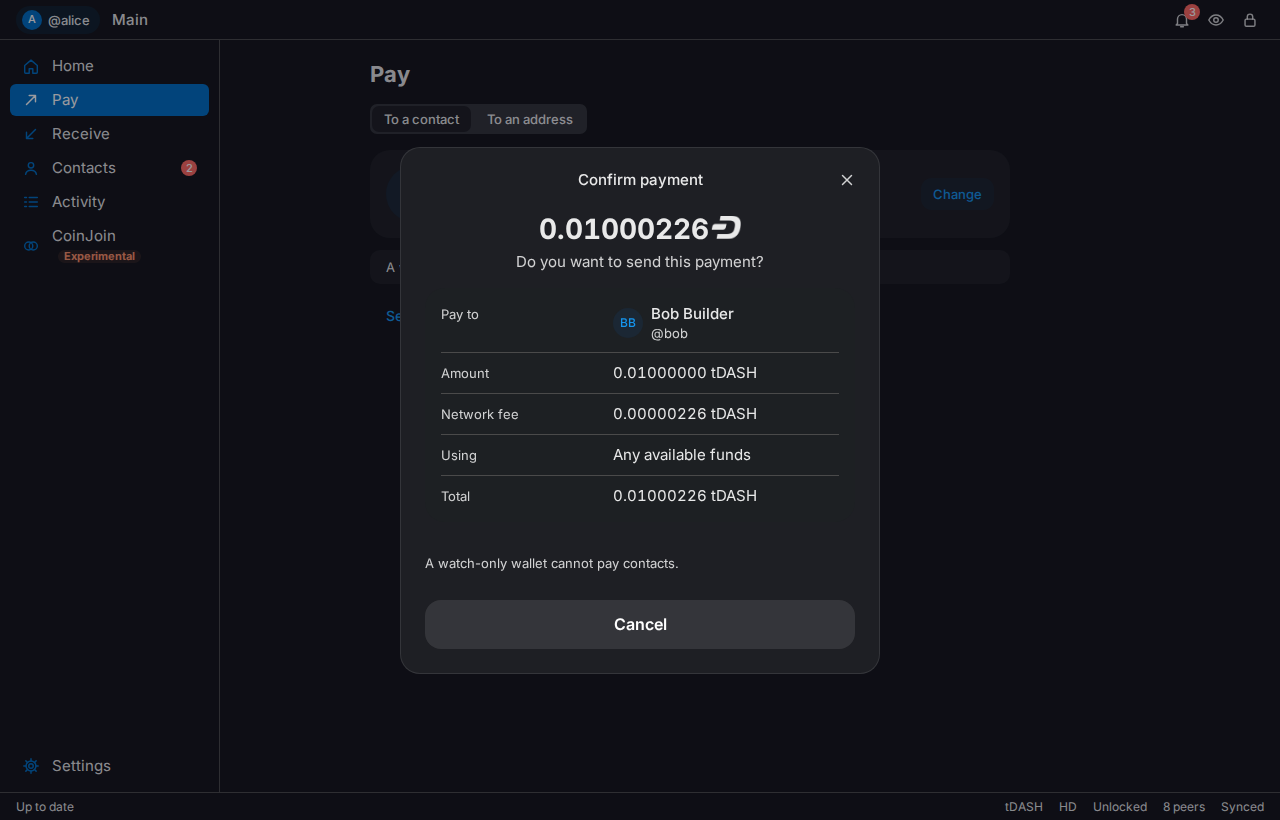 A @alice Main 3
Home
Pay
Receive
Contacts 2
Activity
CoinJoin
Experimental
Settings
Pay
To a contact To an address
Change
A
Se
Confirm payment
0.01000226
Do you want to send this payment?
Pay to BB Bob Builder
@bob
Amount 0.01000000 tDASH
Network fee 0.00000226 tDASH
Using Any available funds
Total 0.01000226 tDASH
A watch-only wallet cannot pay contacts.
Cancel
Up to date tDASH HD Unlocked 8 peers Synced